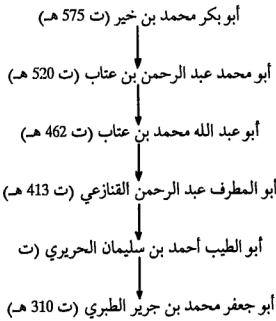 أبو بكر محمد بن خير (ت 575 هـ)
أبو محمد عبد الرحمن بن عتاب (ت 520 هـ)
أبو عبد الله محمد بن عتاب (ت 462 هـ)
أبو المطرف عبد الرحمن القنازعي (ت 413 هـ)
أبو الطيب أحمد بن سليمان الحريري (ت
أبو جعفر محمد بن جرير الطبري (ت 310 هـ)